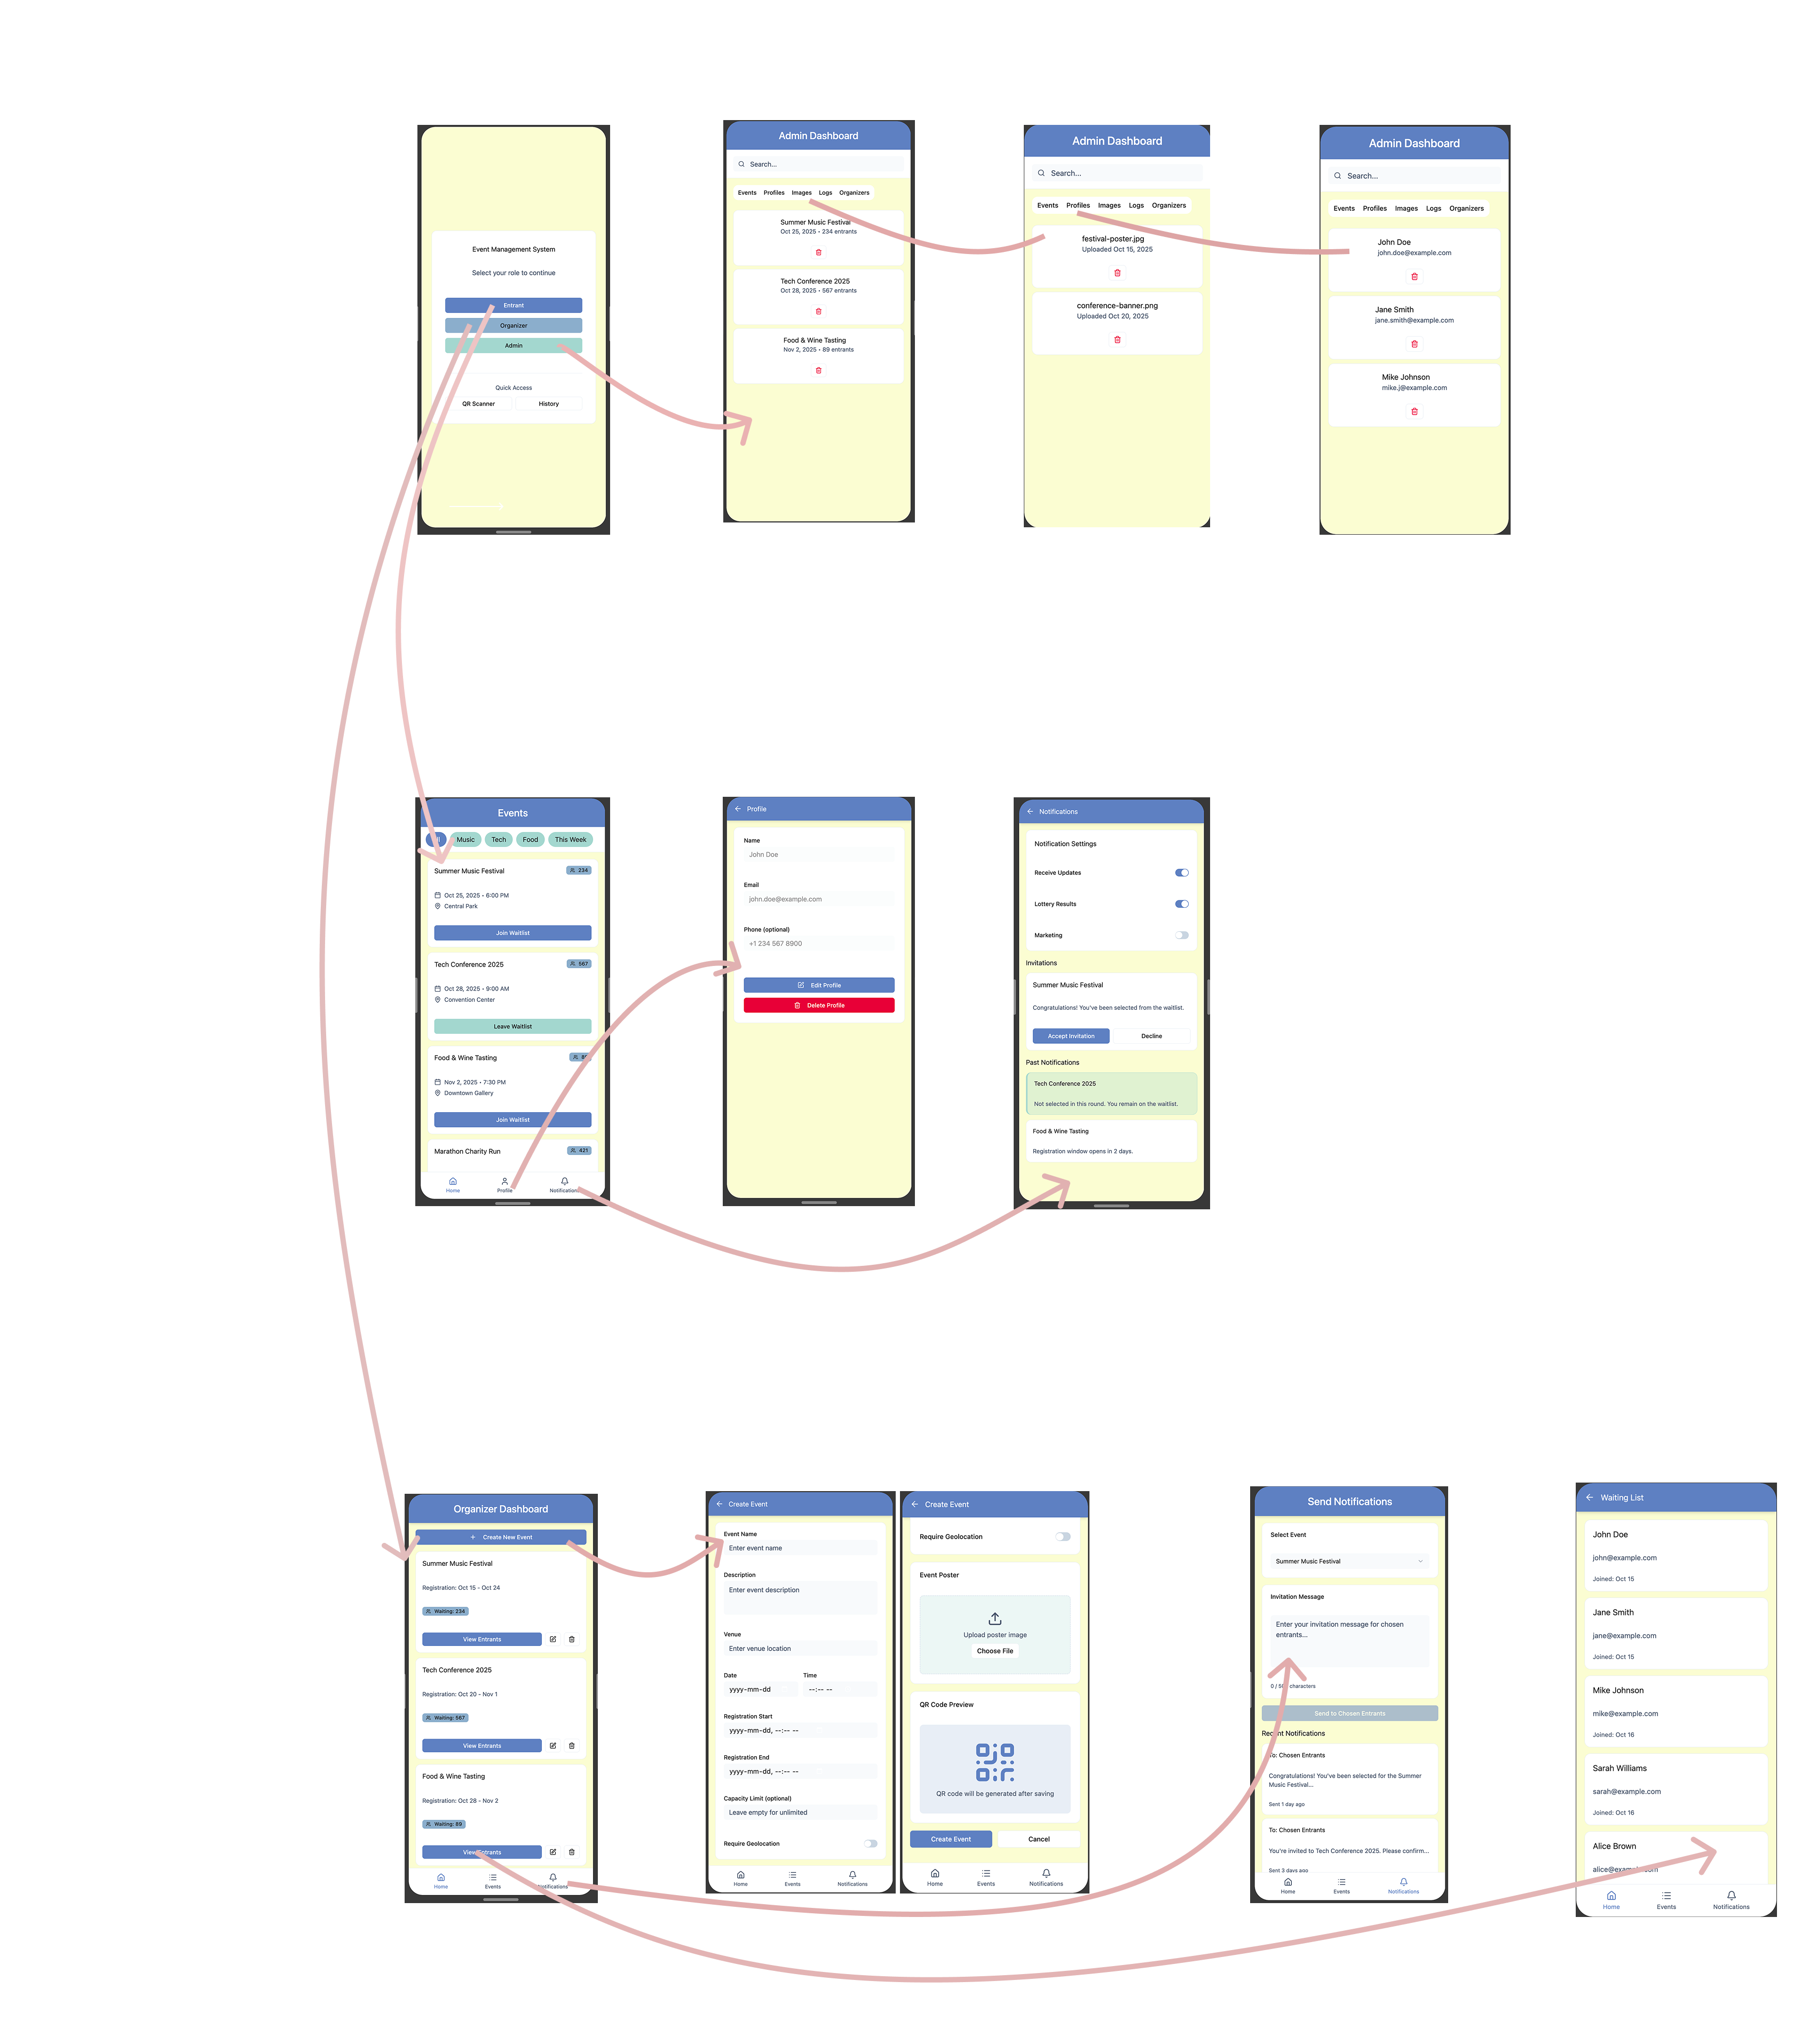 Event Management System
Select your role to continue
Entrant
Organizer
Admin
Quick Access
QR Scanner History
Admin Dashboard
Search...
Events Profiles Images Logs Organizers
Summer Music Festival
Oct 25, 2025 • 234 entrants
Tech Conference 2025
Oct 28, 2025 • 567 entrants
Food & Wine Tasting
Nov 2, 2025 • 89 entrants
Admin Dashboard
Search...
Events Profiles Images Logs Organizers
festival-poster.jpg
Uploaded Oct 15, 2025
conference-banner.png
Uploaded Oct 20, 2025
Admin Dashboard
Search...
Events Profiles Images Logs Organizers
John Doe
john.doe@example.com
Jane Smith
jane.smith@example.com
Mike Johnson
mike.j@example.com
Events
Music Tech Food This Week
Summer Music Festival 234
Oct 25, 2025 • 6:00 PM
Central Park
Join Waitlist
Tech Conference 2025 567
Oct 28, 2025 • 9:00 AM
Convention Center
Leave Waitlist
Food & Wine Tasting
Nov 2, 2025 • 7:30 PM
Downtown Gallery
Join Waitlist
Marathon Charity Run 421
Home Profile Notifications
Profile
Name
John Doe
Email
john.doe@example.com
Phone (optional)
+1 234 567 8900
Edit Profile
Delete Profile
Notifications
Notification Settings
Receive Updates
Lottery Results
Marketing
Invitations
Summer Music Festival
Congratulations! You've been selected from the waitlist.
Accept Invitation Decline
Past Notifications
Tech Conference 2025
Not selected in this round. You remain on the waitlist.
Food & Wine Tasting
Registration window opens in 2 days.
Organizer Dashboard
+ Create New Event
Summer Music Festival
Registration: Oct 15 - Oct 24
Waiting: 234
View Entrants
Tech Conference 2025
Registration: Oct 20 - Nov 1
Waiting: 567
View Entrants
Food & Wine Tasting
Registration: Oct 28 - Nov 2
Waiting: 89
View Entrants
Home Events Notifications
Create Event
Event Name
Enter event name
Description
Enter event description
Venue
Enter venue location
Date Time
yyyy-mm-dd --:-- --
Registration Start
yyyy-mm-dd, --:-- --
Registration End
yyyy-mm-dd, --:-- --
Capacity Limit (optional)
Leave empty for unlimited
Require Geolocation
Home Events Notifications
Create Event
Require Geolocation
Event Poster
Upload poster image
Choose File
QR Code Preview
QR code will be generated after saving
Create Event Cancel
Home Events Notifications
Send Notifications
Select Event
Summer Music Festival
Invitation Message
Enter your invitation message for chosen
entrants...
0 / characters
Send to Chosen Entrants
Recent Notifications
To: Chosen Entrants
Congratulations! You've been selected for the Summer
Music Festival...
Sent 1 day ago
To: Chosen Entrants
You're invited to Tech Conference 2025. Please confirm...
Sent 3 days ago
Home Events Notifications
Waiting List
John Doe
john@example.com
Joined: Oct 15
Jane Smith
jane@example.com
Joined: Oct 15
Mike Johnson
mike@example.com
Joined: Oct 16
Sarah Williams
sarah@example.com
Joined: Oct 16
Alice Brown
alice@example.com
Home Events Notifications